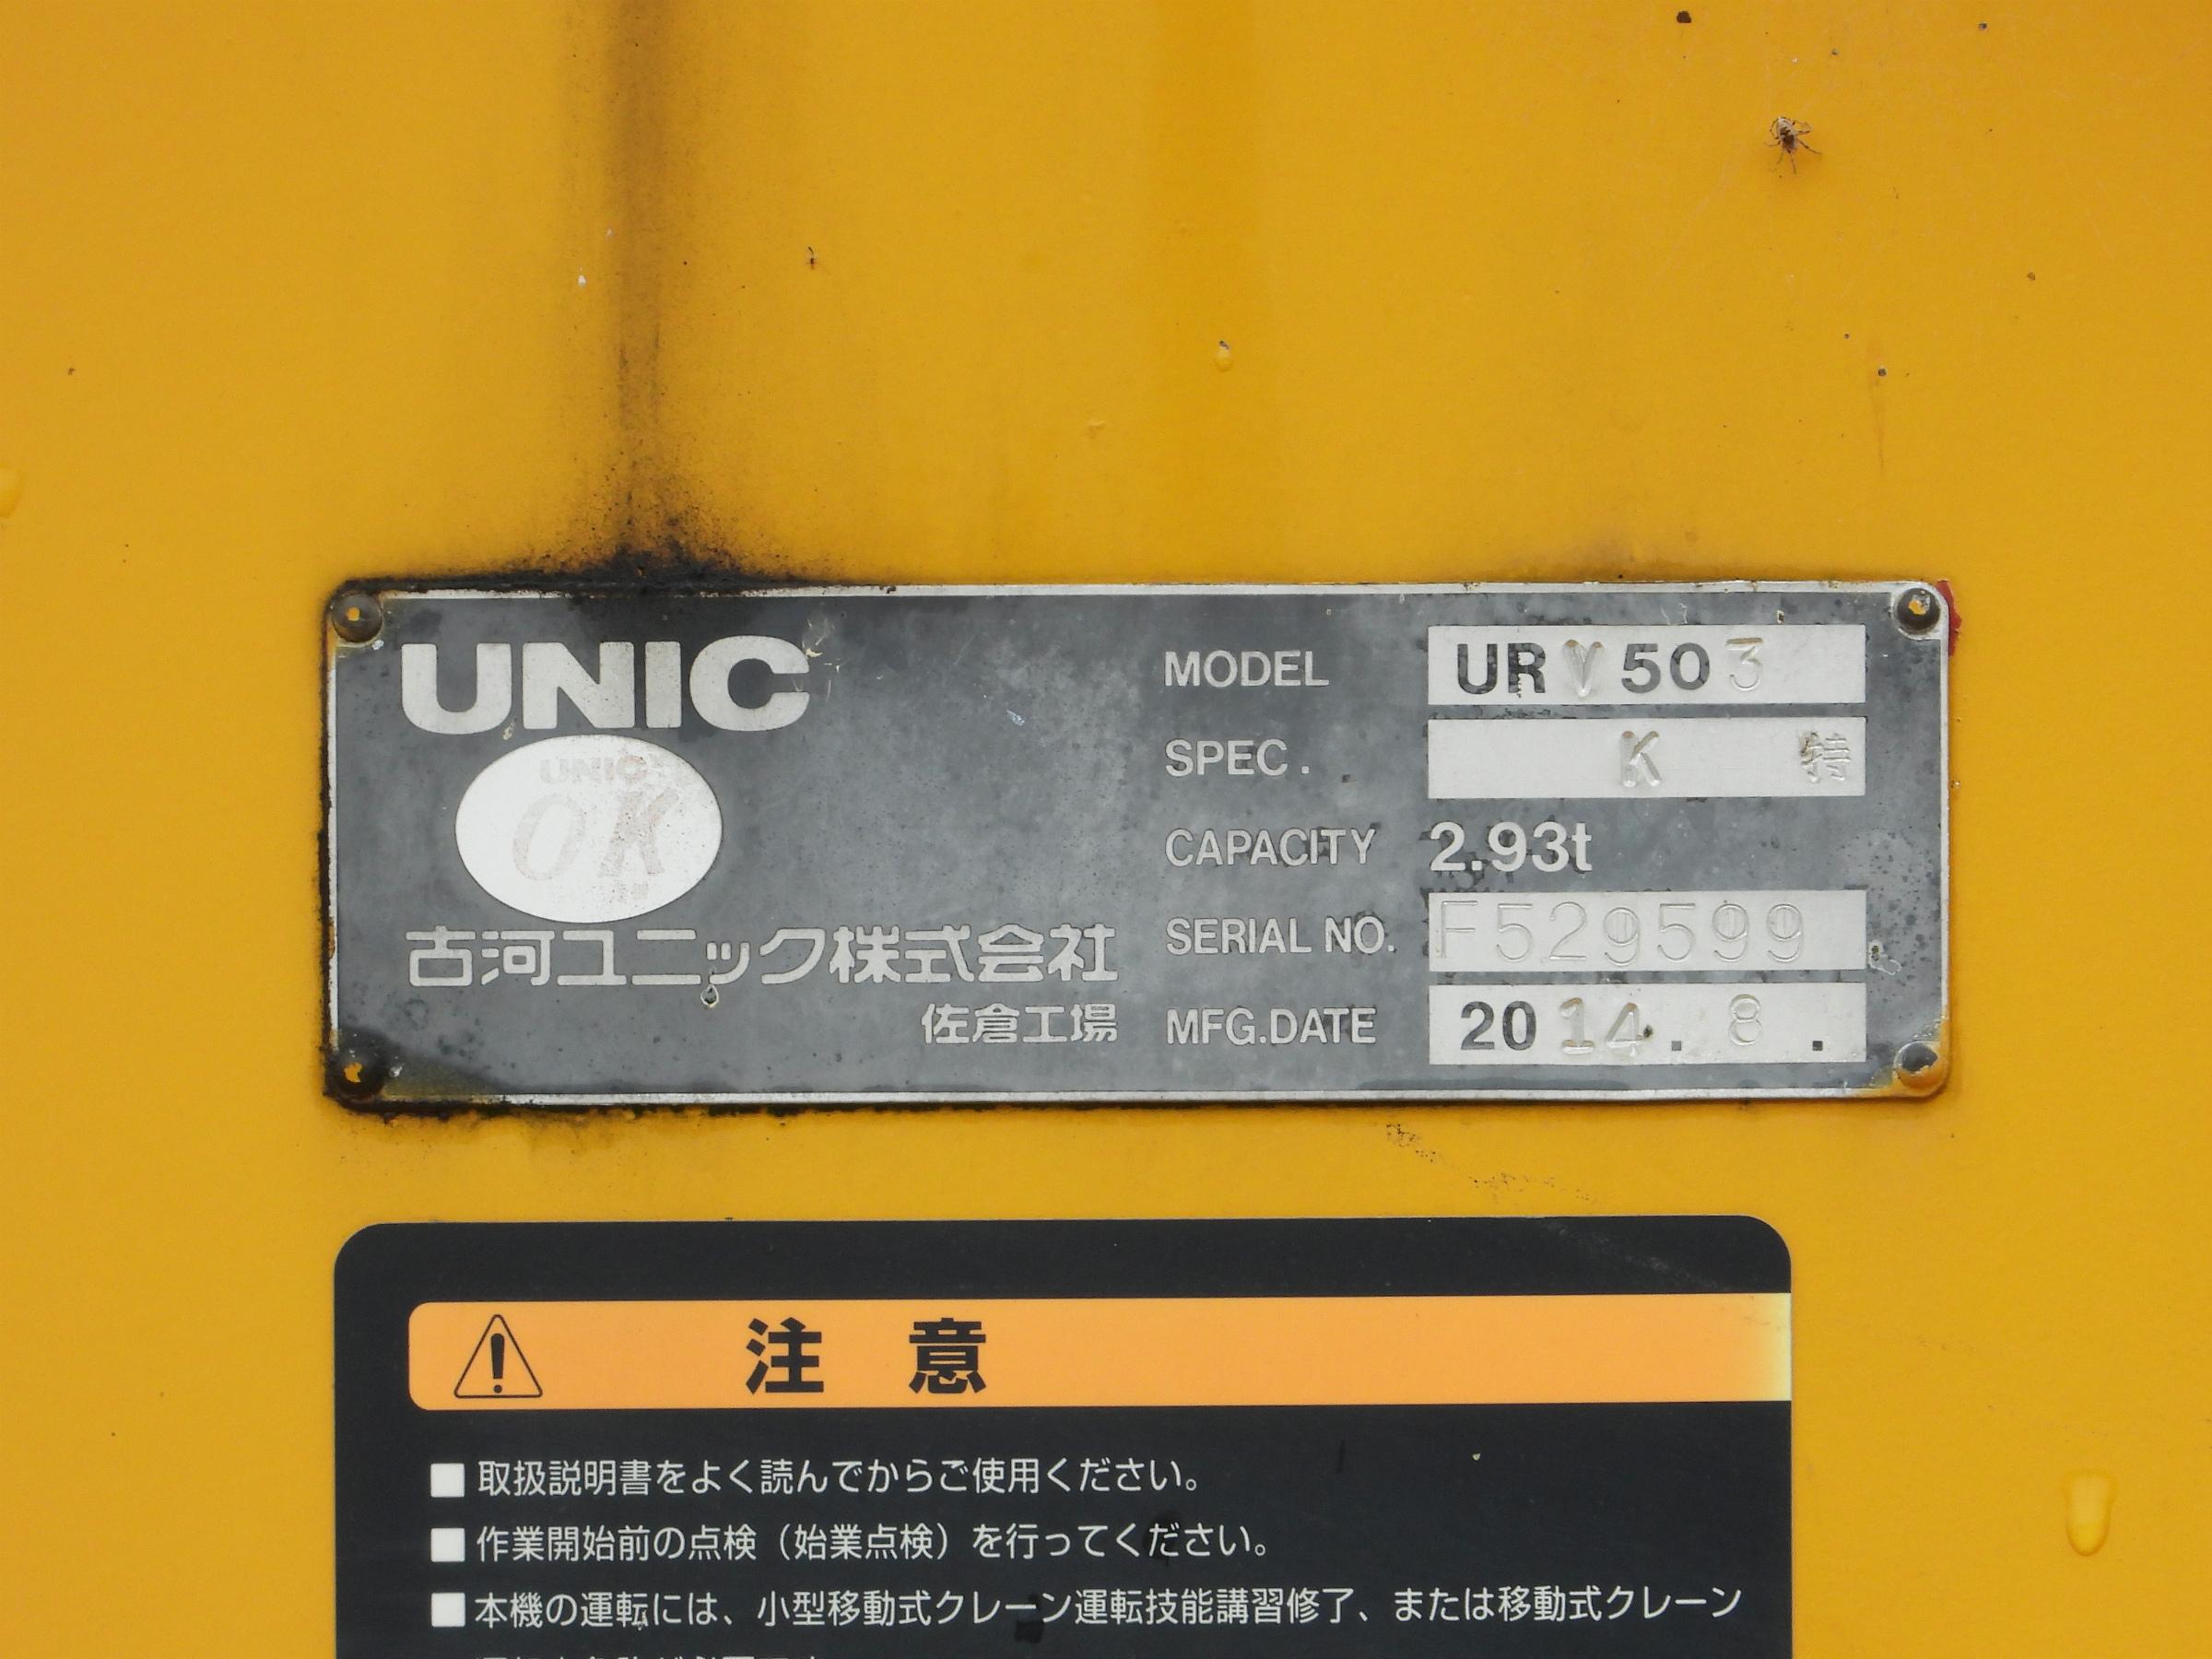 UNIC
UNIC
OK
古河ユニック株式会社
佐倉工場
MODEL URV503
SPEC. K 特
CAPACITY 2.93t
SERIAL NO. F529599
MFG.DATE 2014. 8 .
注 意
■取扱説明書をよく読んでからご使用ください。
■作業開始前の点検（始業点検）を行ってください。
■本機の運転には、小型移動式クレーン運転技能講習修了、または移動式クレーン